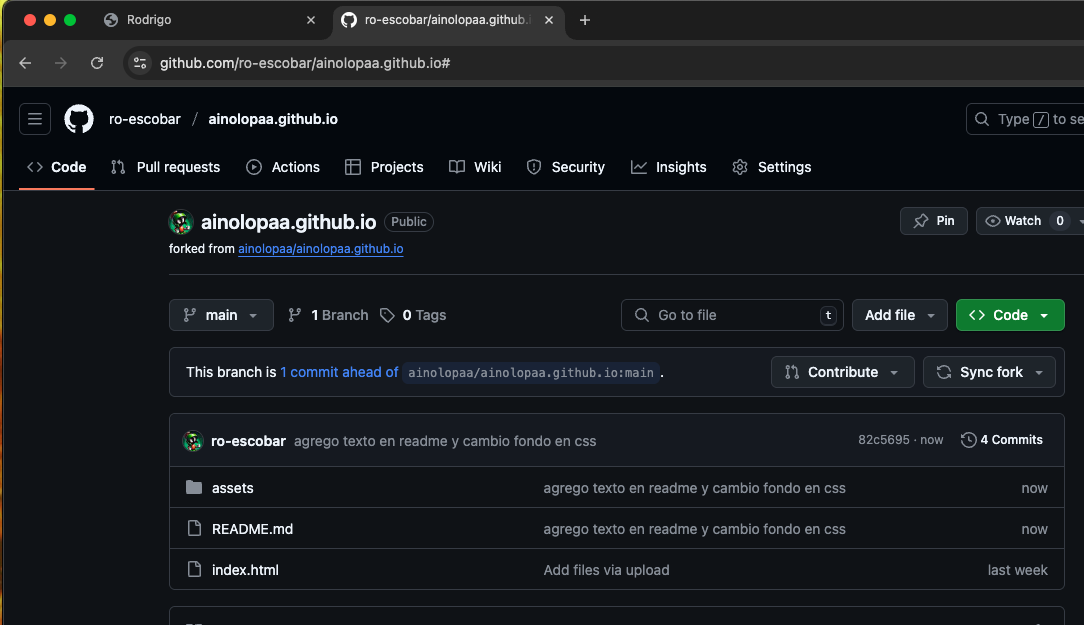 Rodrigo
ro-escobar/ainolopaa.github.i
github.com/ro-escobar/ainolopaa.github.io#
ro-escobar / ainolopaa.github.io
Type / to se
Code Pull requests Actions Projects Wiki Security Insights Settings
ainolopaa.github.io Public
Pin Watch 0
forked from ainolopaa/ainolopaa.github.io
main 1 Branch 0 Tags Go to file t Add file Code
This branch is 1 commit ahead of ainolopaa/ainolopaa.github.io:main . Contribute Sync fork
ro-escobar agrego texto en readme y cambio fondo en css 82c5695 · now 4 Commits
assets agrego texto en readme y cambio fondo en css now
README.md agrego texto en readme y cambio fondo en css now
index.html Add files via upload last week